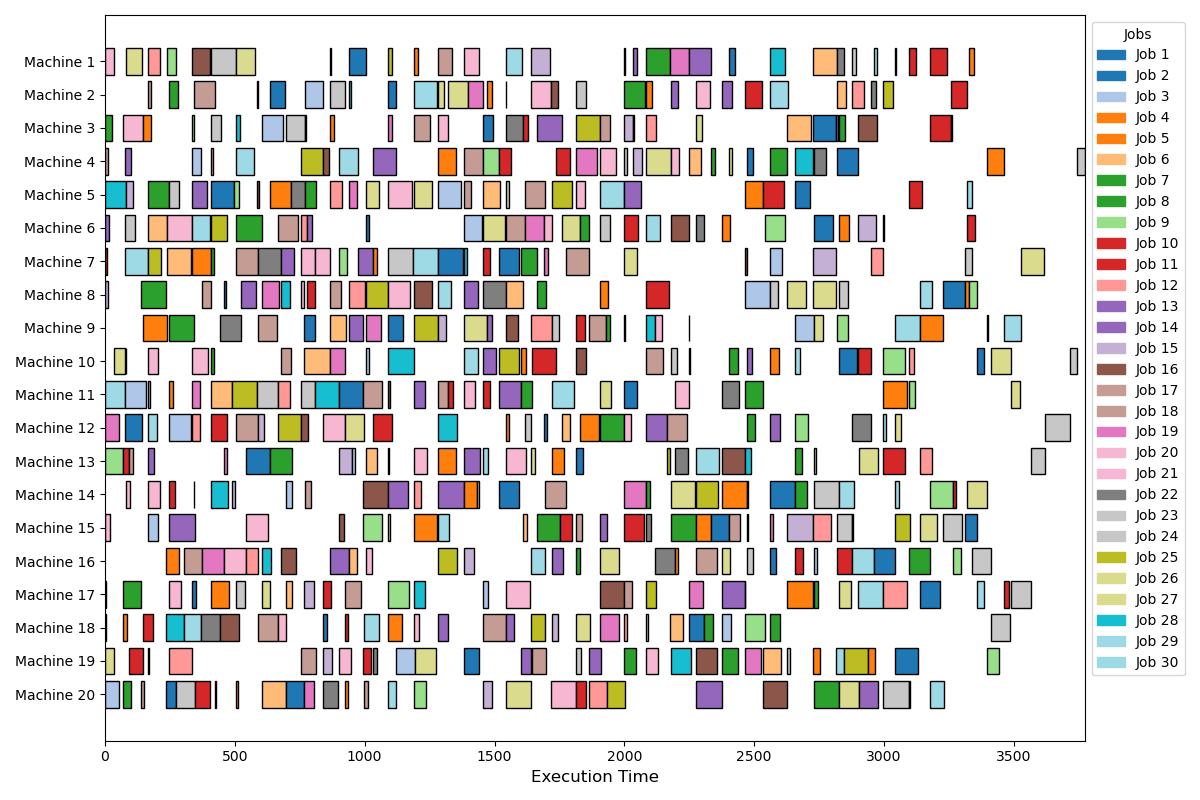 Machine 1
Machine 2
Machine 3
Machine 4
Machine 5
Machine 6
Machine 7
Machine 8
Machine 9
Machine 10
Machine 11
Machine 12
Machine 13
Machine 14
Machine 15
Machine 16
Machine 17
Machine 18
Machine 19
Machine 20
0 500 1000 1500 2000 2500 3000 3500
Execution Time
Jobs
Job 1
Job 2
Job 3
Job 4
Job 5
Job 6
Job 7
Job 8
Job 9
Job 10
Job 11
Job 12
Job 13
Job 14
Job 15
Job 16
Job 17
Job 18
Job 19
Job 20
Job 21
Job 22
Job 23
Job 24
Job 25
Job 26
Job 27
Job 28
Job 29
Job 30